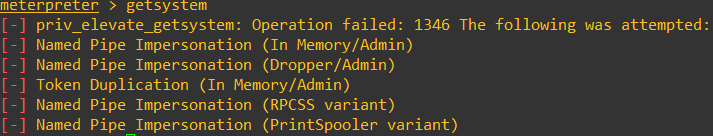 meterpreter > getsystem
[-] priv_elevate_getsystem: Operation failed: 1346 The following was attempted:
[-] Named Pipe Impersonation (In Memory/Admin)
[-] Named Pipe Impersonation (Dropper/Admin)
[-] Token Duplication (In Memory/Admin)
[-] Named Pipe Impersonation (RPCSS variant)
[-] Named Pipe Impersonation (PrintSpooler variant)